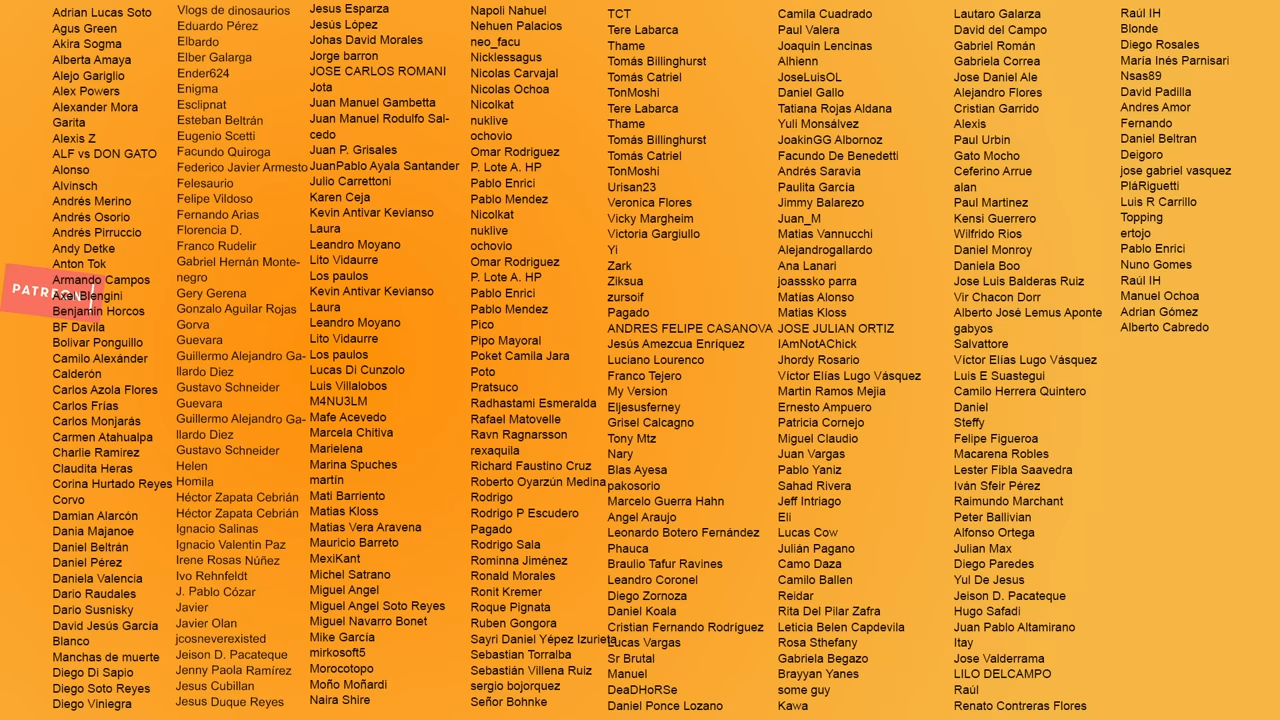 Adrian Lucas Soto
Agus Green
Akira Sogma
Alberta Amaya
Alejo Gariglio
Alex Powers
Alexander Mora
Garita
Alexis Z
ALF vs DON GATO
Alonso
Alvinsch
Andrés Merino
Andrés Osorio
Andrés Pirruccio
Andy Detke
Anton Tok
Armando Campos
PATREON
Axel Blengini
Benjamin Horcos
BF Davila
Bolivar Ponguillo
Camilo Alexánder
Calderón
Carlos Azola Flores
Carlos Frías
Carlos Monjarás
Carmen Atahualpa
Charlie Ramirez
Claudita Heras
Corina Hurtado Reyes
Corvo
Damian Alarcón
Dania Majanoe
Daniel Beltrán
Daniel Pérez
Daniela Valencia
Dario Raudales
Dario Susnisky
David Jesús García
Blanco
Manchas de muerte
Diego Di Sapio
Diego Soto Reyes
Diego Viniegra
Vlogs de dinosaurios
Eduardo Pérez
Elbardo
Elber Galarga
Ender624
Enigma
Esclipnat
Esteban Beltrán
Eugenio Scetti
Facundo Quiroga
Federico Javier Armesto
Felesaurio
Felipe Vildoso
Fernando Arias
Florencia D.
Franco Rudelir
Gabriel Hernán Monte-
negro
Gery Gerena
Gonzalo Aguilar Rojas
Gorva
Guevara
Guillermo Alejandro Ga-
llardo Diez
Gustavo Schneider
Guevara
Guillermo Alejandro Ga-
llardo Diez
Gustavo Schneider
Helen
Homila
Héctor Zapata Cebrián
Héctor Zapata Cebrián
Ignacio Salinas
Ignacio Valentin Paz
Irene Rosas Núñez
Ivo Rehnfeldt
J. Pablo Cózar
Javier
Javier Olan
jcosneverexisted
Jeison D. Pacateque
Jenny Paola Ramírez
Jesus Cubillan
Jesus Duque Reyes
Jesus Esparza
Jesús López
Johas David Morales
Jorge barron
JOSE CARLOS ROMANI
Jota
Juan Manuel Gambetta
Juan Manuel Rodulfo Sal-
cedo
Juan P. Grisales
JuanPablo Ayala Santander
Julio Carrettoni
Karen Ceja
Kevin Antivar Kevianso
Laura
Leandro Moyano
Lito Vidaurre
Los paulos
Kevin Antivar Kevianso
Laura
Leandro Moyano
Lito Vidaurre
Los paulos
Lucas Di Cunzolo
Luis Villalobos
M4NU3LM
Mafe Acevedo
Marcela Chitiva
Marielena
Marina Spuches
martín
Mati Barriento
Matias Kloss
Matias Vera Aravena
Mauricio Barreto
MexiKant
Michel Satrano
Miguel Angel
Miguel Angel Soto Reyes
Miguel Navarro Bonet
Mike García
mirkosoft5
Morocotopo
Moño Moñardi
Naira Shire
Napoli Nahuel
Nehuen Palacios
neo_facu
Nicklessagus
Nicolas Carvajal
Nicolas Ochoa
Nicolkat
nuklive
ochovio
Omar Rodriguez
P. Lote A. HP
Pablo Enrici
Pablo Mendez
Nicolkat
nuklive
ochovio
Omar Rodriguez
P. Lote A. HP
Pablo Enrici
Pablo Mendez
Pico
Pipo Mayoral
Poket Camila Jara
Poto
Pratsuco
Radhastami Esmeralda
Rafael Matovelle
Ravn Ragnarsson
rexaquila
Richard Faustino Cruz
Roberto Oyarzún Medina
Rodrigo
Rodrigo P Escudero
Pagado
Rodrigo Sala
Rominna Jiménez
Ronald Morales
Ronit Kremer
Roque Pignata
Ruben Gongora
Sayri Daniel Yépez Izurieta
Sebastian Torralba
Sebastián Villena Ruiz
sergio bojorquez
Señor Bohnke
TCT
Tere Labarca
Thame
Tomás Billinghurst
Tomás Catriel
TonMoshi
Tere Labarca
Thame
Tomás Billinghurst
Tomás Catriel
TonMoshi
Urisan23
Veronica Flores
Vicky Margheim
Victoria Gargiullo
Yi
Zark
Ziksua
zursoif
Pagado
ANDRES FELIPE CASANOVA
Jesús Amezcua Enriquez
Luciano Lourenco
Franco Tejero
My Version
Eljesusferney
Grisel Calcagno
Tony Mtz
Nary
Blas Ayesa
pakosorio
Marcelo Guerra Hahn
Angel Araujo
Leonardo Botero Fernández
Phauca
Braulio Tafur Ravines
Leandro Coronel
Diego Zornoza
Daniel Koala
Cristian Fernando Rodríguez
Lucas Vargas
Sr Brutal
Manuel
DeaDHoRSe
Daniel Ponce Lozano
Camila Cuadrado
Paul Valera
Joaquin Lencinas
Alhienn
JoseLuisOL
Daniel Gallo
Tatiana Rojas Aldana
Yuli Monsálvez
JoakinGG Albornoz
Facundo De Benedetti
Andrés Saravia
Paulita García
Jimmy Balarezo
Juan_M
Matias Vannucchi
Alejandrogallardo
Ana Lanari
joasssko parra
Matías Alonso
Matias Kloss
JOSE JULIAN ORTIZ
IAmNotAChick
Jhordy Rosario
Víctor Elías Lugo Vásquez
Martin Ramos Mejia
Ernesto Ampuero
Patricia Cornejo
Miguel Claudio
Juan Vargas
Pablo Yaniz
Sahad Rivera
Jeff Intriago
Eli
Lucas Cow
Julián Pagano
Camo Daza
Camilo Ballen
Reidar
Rita Del Pilar Zafra
Leticia Belen Capdevila
Rosa Sthefany
Gabriela Begazo
Brayyan Yanes
some guy
Kawa
Lautaro Galarza
David del Campo
Gabriel Román
Gabriela Correa
Jose Daniel Ale
Alejandro Flores
Cristian Garrido
Alexis
Paul Urbin
Gato Mocho
Ceferino Arrue
alan
Paul Martinez
Kensi Guerrero
Wilfrido Rios
Daniel Monroy
Daniela Boo
Jose Luis Balderas Ruiz
Vir Chacon Dorr
Alberto José Lemus Aponte
gabyos
Salvattore
Víctor Elías Lugo Vásquez
Luis E Suastegui
Camilo Herrera Quintero
Daniel
Steffy
Felipe Figueroa
Macarena Robles
Lester Fibla Saavedra
Iván Sfeir Pérez
Raimundo Marchant
Peter Ballivian
Alfonso Ortega
Julian Max
Diego Paredes
Yul De Jesus
Jeison D. Pacateque
Hugo Safadi
Juan Pablo Altamirano
Itay
Jose Valderrama
LILO DELCAMPO
Raúl
Renato Contreras Flores
Raúl IH
Blonde
Diego Rosales
María Inés Parnisari
Nsas89
David Padilla
Andres Amor
Fernando
Daniel Beltran
Deigoro
jose gabriel vasquez
PláRiguetti
Luis R Carrillo
Topping
ertojo
Pablo Enrici
Nuno Gomes
Raúl IH
Manuel Ochoa
Adrian Gómez
Alberto Cabredo